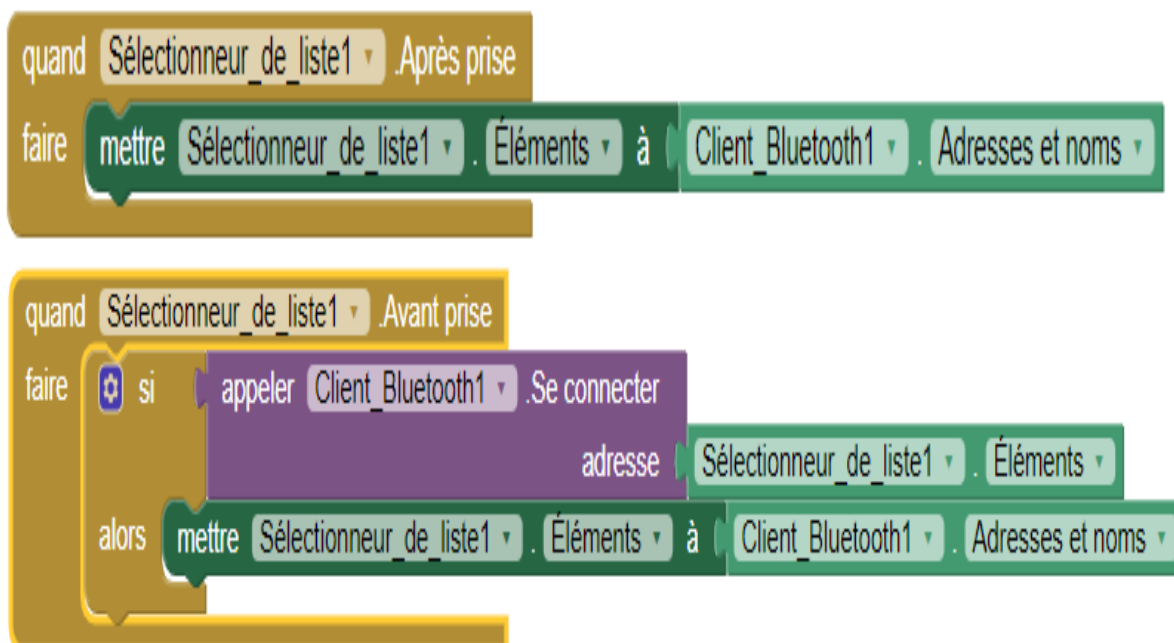 quand Sélectionneur_de_liste1 .Après prise
faire mettre Sélectionneur_de_liste1 . Éléments à Client_Bluetooth1 . Adresses et noms
quand Sélectionneur_de_liste1 .Avant prise
faire si appeler Client_Bluetooth1 .Se connecter
adresse Sélectionneur_de_liste1 . Éléments
alors mettre Sélectionneur_de_liste1 . Éléments à Client_Bluetooth1 . Adresses et noms